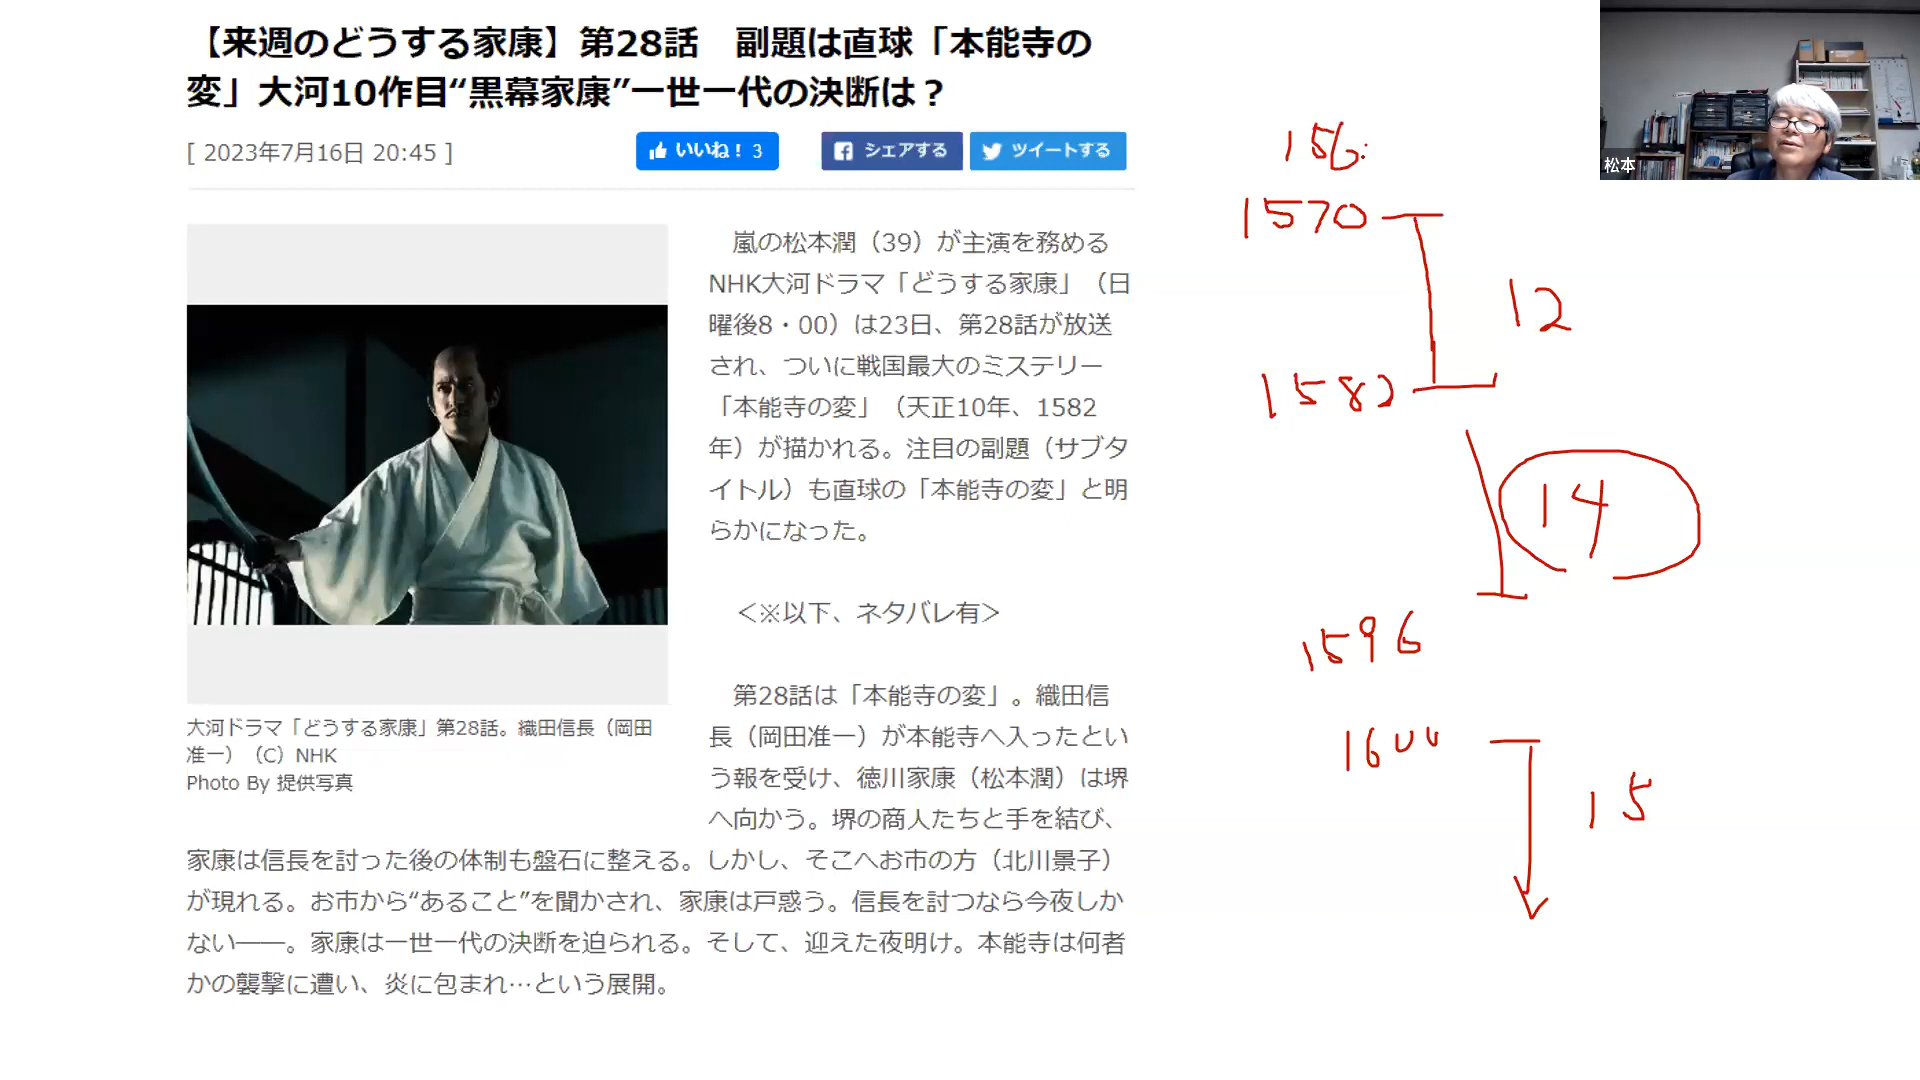 【来週のどうする家康】第28話　副題は直球「本能寺の
変」大河10作目“黒幕家康”一世一代の決断は？
[ 2023年7月16日 20:45 ]
いいね！ 3
シェアする
ツイートする
嵐の松本潤（39）が主演を務める
NHK大河ドラマ「どうする家康」（日
曜後8・00）は23日、第28話が放送
され、ついに戦国最大のミステリー
「本能寺の変」（天正10年、1582
年）が描かれる。注目の副題（サブタ
イトル）も直球の「本能寺の変」と明
らかになった。
＜※以下、ネタバレ有＞
第28話は「本能寺の変」。織田信
長（岡田准一）が本能寺へ入ったとい
う報を受け、徳川家康（松本潤）は堺
へ向かう。堺の商人たちと手を結び、
家康は信長を討った後の体制も盤石に整える。しかし、そこへお市の方（北川景子）
が現れる。お市から“あること”を聞かされ、家康は戸惑う。信長を討つなら今夜しか
ない――。家康は一世一代の決断を迫られる。そして、迎えた夜明け。本能寺は何者
かの襲撃に遭い、炎に包まれ…という展開。
大河ドラマ「どうする家康」第28話。織田信長（岡田
准一）（C）NHK
Photo By 提供写真
156
1570
12
1582
14
1596
1600
15
松本